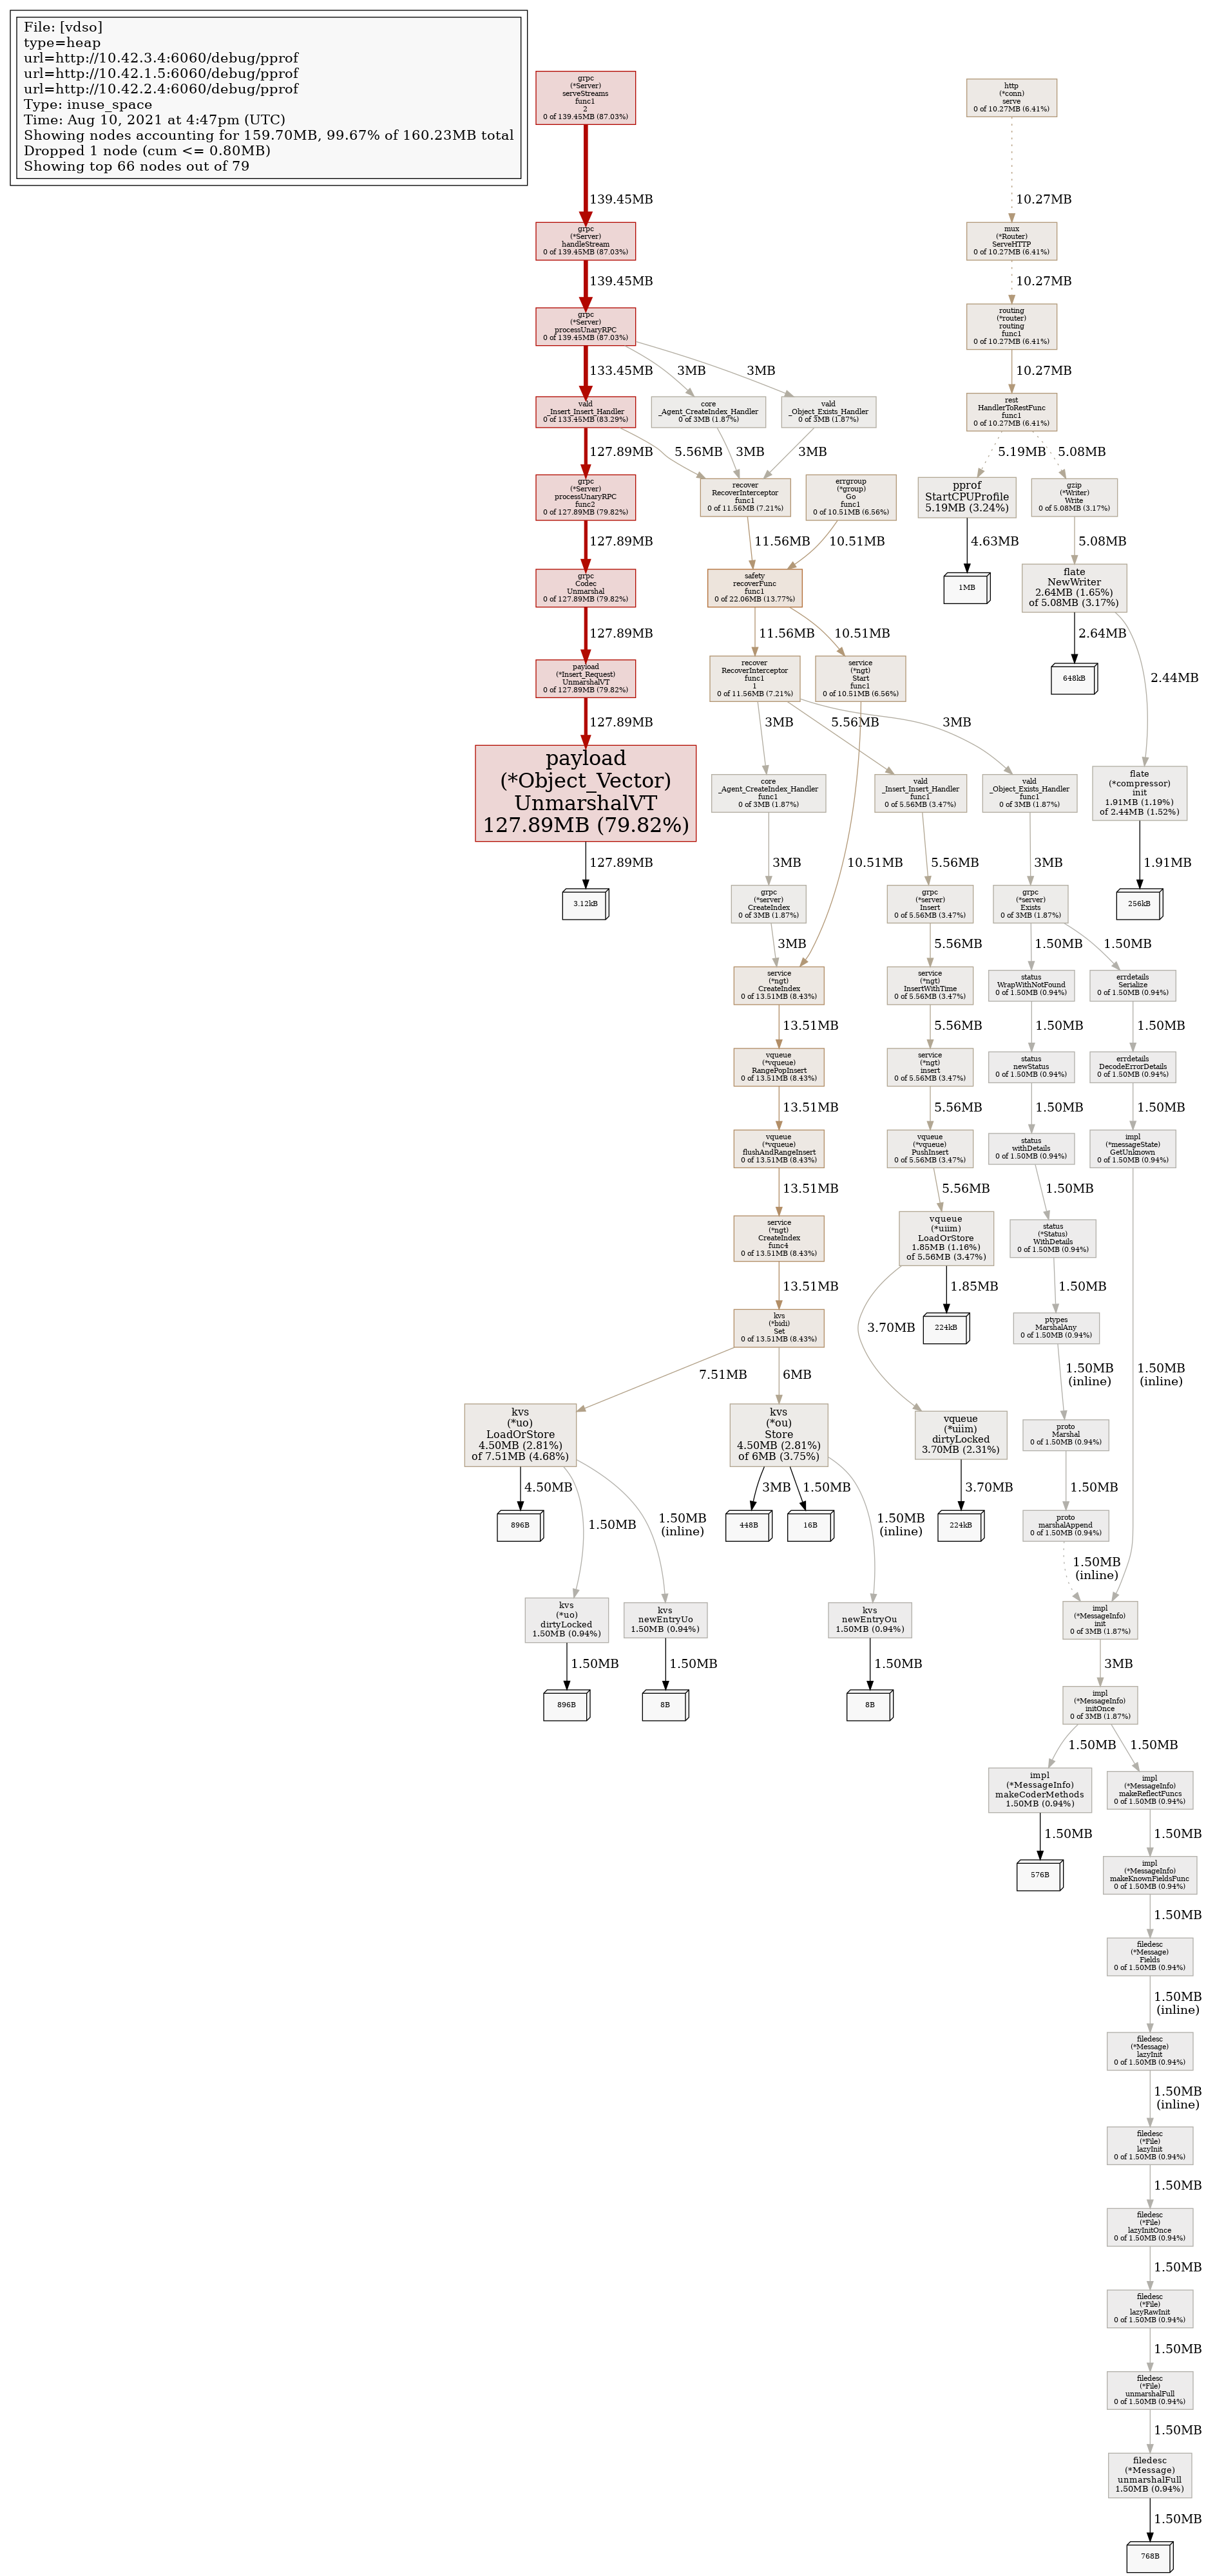 File: [vdso]
type=heap
url=http://10.42.3.4:6060/debug/pprof
url=http://10.42.1.5:6060/debug/pprof
url=http://10.42.2.4:6060/debug/pprof
Type: inuse_space
Time: Aug 10, 2021 at 4:47pm (UTC)
Showing nodes accounting for 159.70MB, 99.67% of 160.23MB total
Dropped 1 node (cum <= 0.80MB)
Showing top 66 nodes out of 79
grpc
(*Server)
serveStreams
func1
2
0 of 139.45MB (87.03%)
http
(*conn)
serve
0 of 10.27MB (6.41%)
139.45MB
10.27MB
grpc
(*Server)
handleStream
0 of 139.45MB (87.03%)
mux
(*Router)
ServeHTTP
0 of 10.27MB (6.41%)
139.45MB
10.27MB
grpc
(*Server)
processUnaryRPC
0 of 139.45MB (87.03%)
routing
(*router)
routing
func1
0 of 10.27MB (6.41%)
133.45MB
3MB
3MB
10.27MB
vald
_Insert_Insert_Handler
0 of 133.45MB (83.29%)
core
_Agent_CreateIndex_Handler
0 of 3MB (1.87%)
vald
_Object_Exists_Handler
0 of 3MB (1.87%)
rest
HandlerToRestFunc
func1
0 of 10.27MB (6.41%)
127.89MB
5.56MB
3MB
3MB
5.19MB
5.08MB
grpc
(*Server)
processUnaryRPC
func2
0 of 127.89MB (79.82%)
recover
RecoverInterceptor
func1
0 of 11.56MB (7.21%)
errgroup
(*group)
Go
func1
0 of 10.51MB (6.56%)
pprof
StartCPUProfile
5.19MB (3.24%)
gzip
(*Writer)
Write
0 of 5.08MB (3.17%)
127.89MB
11.56MB
10.51MB
4.63MB
5.08MB
grpc
Codec
Unmarshal
0 of 127.89MB (79.82%)
safety
recoverFunc
func1
0 of 22.06MB (13.77%)
1MB
flate
NewWriter
2.64MB (1.65%)
of 5.08MB (3.17%)
127.89MB
11.56MB
10.51MB
2.64MB
2.44MB
payload
(*Insert_Request)
UnmarshalVT
0 of 127.89MB (79.82%)
recover
RecoverInterceptor
func1
1
0 of 11.56MB (7.21%)
service
(*ngt)
Start
func1
0 of 10.51MB (6.56%)
648kB
127.89MB
3MB
5.56MB
3MB
payload
(*Object_Vector)
UnmarshalVT
127.89MB (79.82%)
core
_Agent_CreateIndex_Handler
func1
0 of 3MB (1.87%)
vald
_Insert_Insert_Handler
func1
0 of 5.56MB (3.47%)
vald
_Object_Exists_Handler
func1
0 of 3MB (1.87%)
flate
(*compressor)
init
1.91MB (1.19%)
of 2.44MB (1.52%)
127.89MB
3MB
10.51MB
5.56MB
3MB
1.91MB
3.12kB
grpc
(*server)
CreateIndex
0 of 3MB (1.87%)
grpc
(*server)
Insert
0 of 5.56MB (3.47%)
grpc
(*server)
Exists
0 of 3MB (1.87%)
256kB
3MB
5.56MB
1.50MB
1.50MB
service
(*ngt)
CreateIndex
0 of 13.51MB (8.43%)
service
(*ngt)
InsertWithTime
0 of 5.56MB (3.47%)
status
WrapWithNotFound
0 of 1.50MB (0.94%)
errdetails
Serialize
0 of 1.50MB (0.94%)
13.51MB
5.56MB
1.50MB
1.50MB
vqueue
(*vqueue)
RangePopInsert
0 of 13.51MB (8.43%)
service
(*ngt)
insert
0 of 5.56MB (3.47%)
status
newStatus
0 of 1.50MB (0.94%)
errdetails
DecodeErrorDetails
0 of 1.50MB (0.94%)
13.51MB
5.56MB
1.50MB
1.50MB
vqueue
(*vqueue)
flushAndRangeInsert
0 of 13.51MB (8.43%)
vqueue
(*vqueue)
PushInsert
0 of 5.56MB (3.47%)
status
withDetails
0 of 1.50MB (0.94%)
impl
(*messageState)
GetUnknown
0 of 1.50MB (0.94%)
13.51MB
5.56MB
1.50MB
service
(*ngt)
CreateIndex
func4
0 of 13.51MB (8.43%)
vqueue
(*uiim)
LoadOrStore
1.85MB (1.16%)
of 5.56MB (3.47%)
status
(*Status)
WithDetails
0 of 1.50MB (0.94%)
13.51MB
1.85MB
1.50MB
kvs
(*bidi)
Set
0 of 13.51MB (8.43%)
3.70MB
224kB
ptypes
MarshalAny
0 of 1.50MB (0.94%)
7.51MB
6MB
1.50MB
(inline)
1.50MB
(inline)
kvs
(*uo)
LoadOrStore
4.50MB (2.81%)
of 7.51MB (4.68%)
kvs
(*ou)
Store
4.50MB (2.81%)
of 6MB (3.75%)
vqueue
(*uiim)
dirtyLocked
3.70MB (2.31%)
proto
Marshal
0 of 1.50MB (0.94%)
4.50MB
3MB
1.50MB
3.70MB
1.50MB
896B
1.50MB
1.50MB
(inline)
448B
16B
1.50MB
(inline)
224kB
proto
marshalAppend
0 of 1.50MB (0.94%)
1.50MB
(inline)
kvs
(*uo)
dirtyLocked
1.50MB (0.94%)
kvs
newEntryUo
1.50MB (0.94%)
kvs
newEntryOu
1.50MB (0.94%)
impl
(*MessageInfo)
init
0 of 3MB (1.87%)
1.50MB
1.50MB
1.50MB
3MB
896B
8B
8B
impl
(*MessageInfo)
initOnce
0 of 3MB (1.87%)
1.50MB
1.50MB
impl
(*MessageInfo)
makeCoderMethods
1.50MB (0.94%)
impl
(*MessageInfo)
makeReflectFuncs
0 of 1.50MB (0.94%)
1.50MB
1.50MB
576B
impl
(*MessageInfo)
makeKnownFieldsFunc
0 of 1.50MB (0.94%)
1.50MB
filedesc
(*Message)
Fields
0 of 1.50MB (0.94%)
1.50MB
(inline)
filedesc
(*Message)
lazyInit
0 of 1.50MB (0.94%)
1.50MB
(inline)
filedesc
(*File)
lazyInit
0 of 1.50MB (0.94%)
1.50MB
filedesc
(*File)
lazyInitOnce
0 of 1.50MB (0.94%)
1.50MB
filedesc
(*File)
lazyRawInit
0 of 1.50MB (0.94%)
1.50MB
filedesc
(*File)
unmarshalFull
0 of 1.50MB (0.94%)
1.50MB
filedesc
(*Message)
unmarshalFull
1.50MB (0.94%)
1.50MB
768B